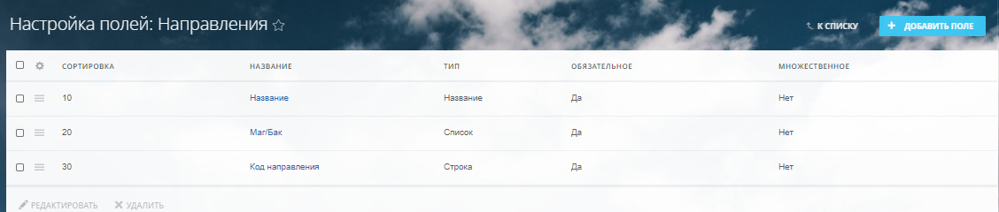 Настройка полей: Направления
К СПИСКУ
+ ДОБАВИТЬ ПОЛЕ
СОРТИРОВКА НАЗВАНИЕ ТИП ОБЯЗАТЕЛЬНОЕ МНОЖЕСТВЕННОЕ
10 Название Название Да Нет
20 Маг/Бак Список Да Нет
30 Код направления Строка Да Нет
РЕДАКТИРОВАТЬ УДАЛИТЬ